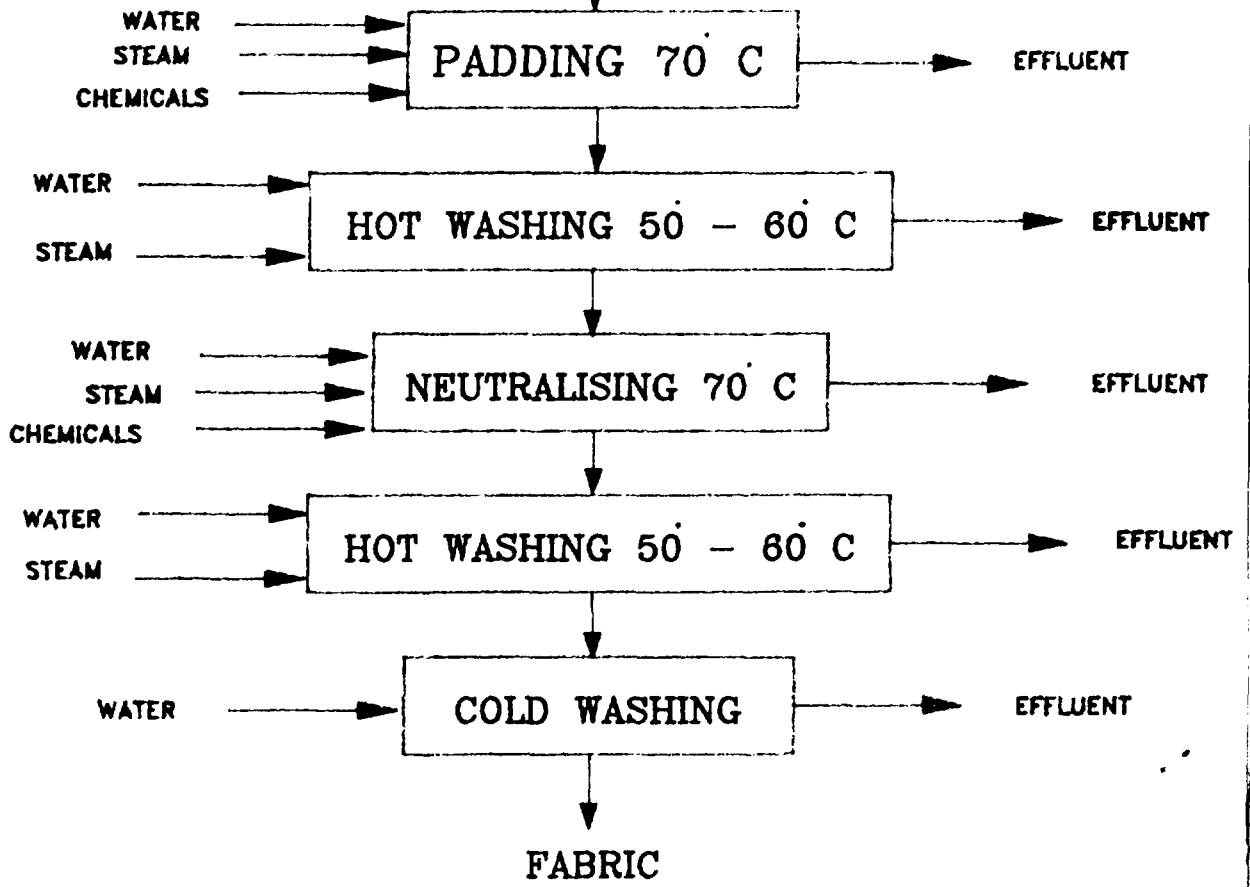 WATER
STEAM
CHEMICALS
PADDING 70° C
EFFLUENT
WATER
STEAM
HOT WASHING 50° – 60° C
EFFLUENT
WATER
STEAM
CHEMICALS
NEUTRALISING 70° C
EFFLUENT
WATER
STEAM
HOT WASHING 50° – 60° C
EFFLUENT
WATER
COLD WASHING
EFFLUENT
FABRIC